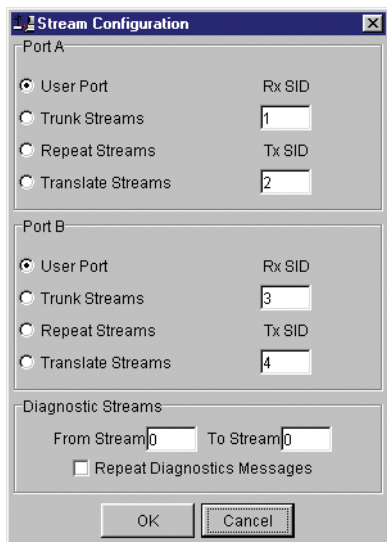 Stream Configuration
Port A
User Port Rx SID
Trunk Streams 1
Repeat Streams Tx SID
Translate Streams 2
Port B
User Port Rx SID
Trunk Streams 3
Repeat Streams Tx SID
Translate Streams 4
Diagnostic Streams
From Stream 0 To Stream 0
Repeat Diagnostics Messages
OK Cancel